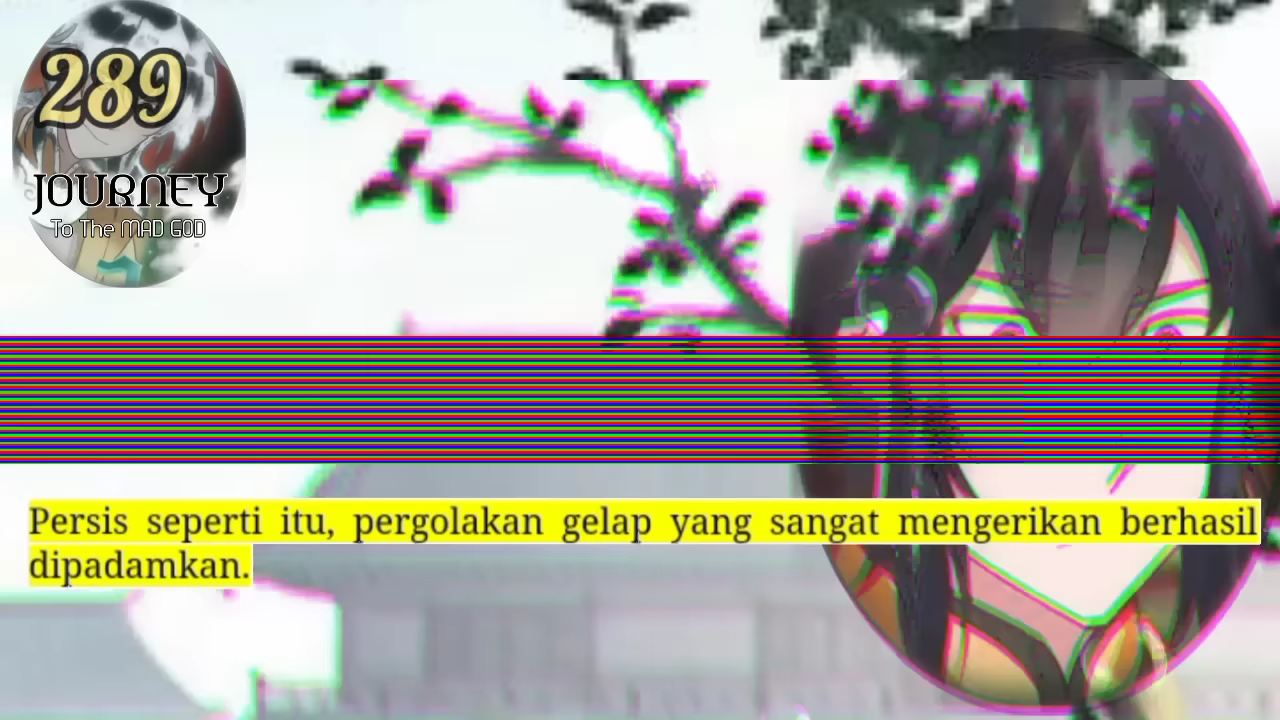 289
JOURNEY
To The MAD GOD
Persis seperti itu, pergolakan gelap yang sangat mengerikan berhasil
dipadamkan.